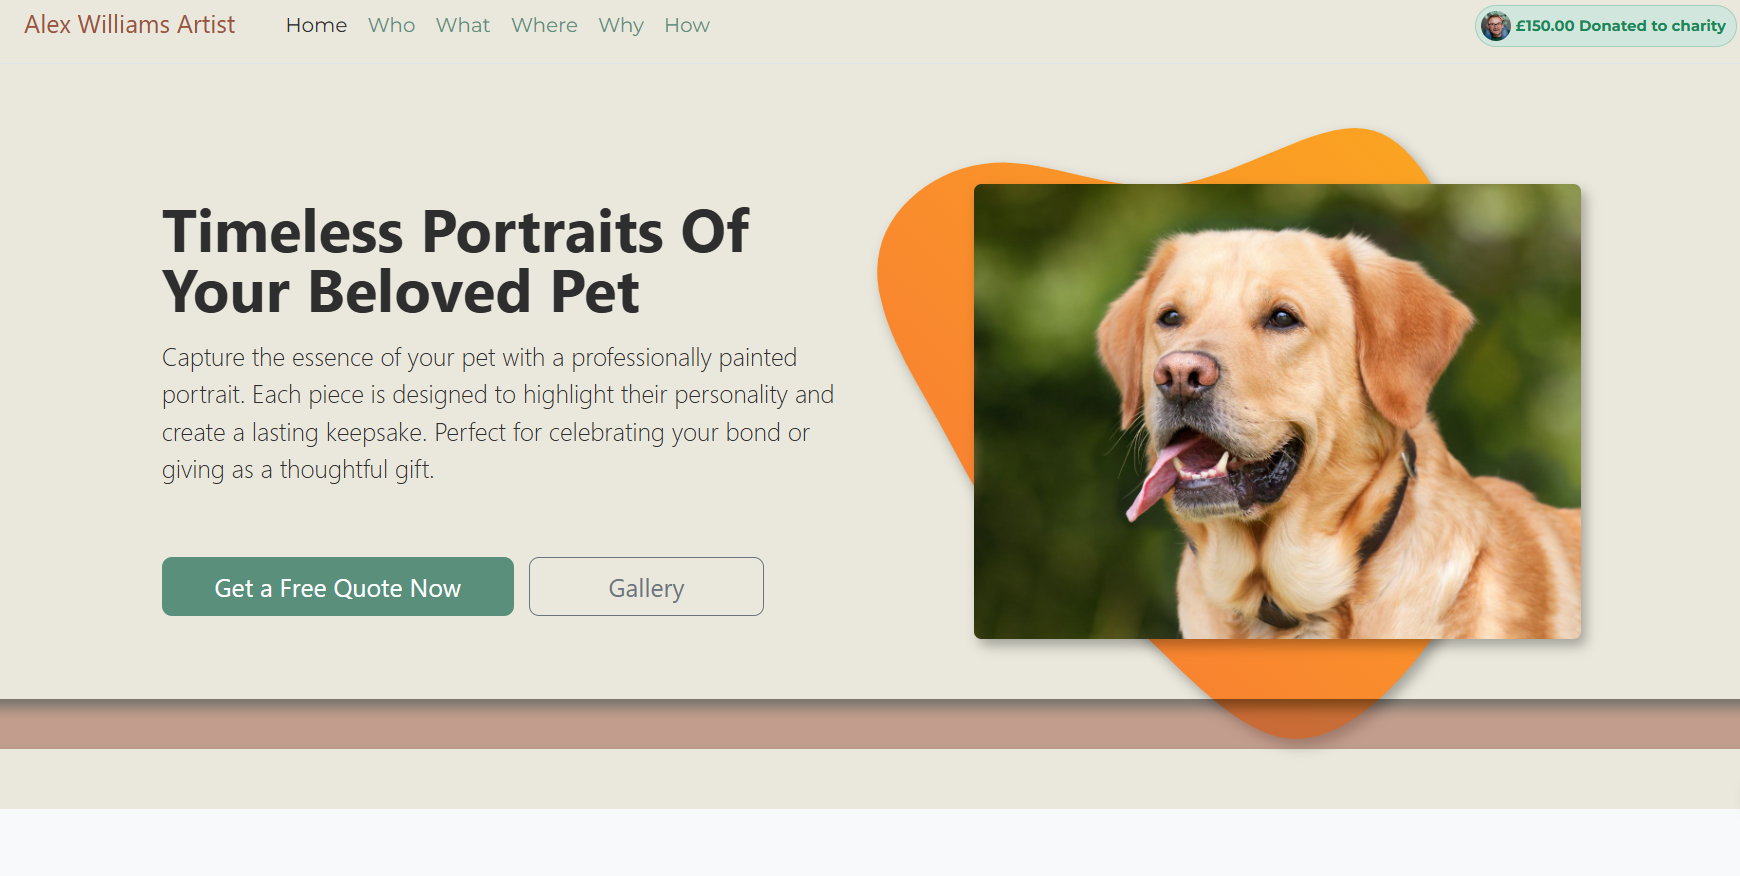 Alex Williams Artist
Home Who What Where Why How
£150.00 Donated to charity
Timeless Portraits Of
Your Beloved Pet
Capture the essence of your pet with a professionally painted
portrait. Each piece is designed to highlight their personality and
create a lasting keepsake. Perfect for celebrating your bond or
giving as a thoughtful gift.
Get a Free Quote Now
Gallery